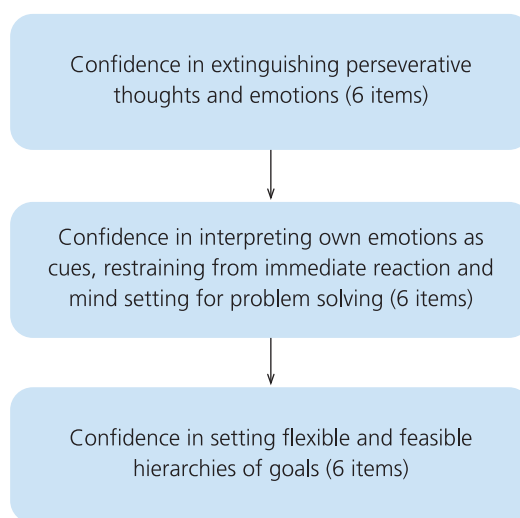 Confidence in extinguishing perseverative
thoughts and emotions (6 items)
Confidence in interpreting own emotions as
cues, restraining from immediate reaction and
mind setting for problem solving (6 items)
Confidence in setting flexible and feasible
hierarchies of goals (6 items)